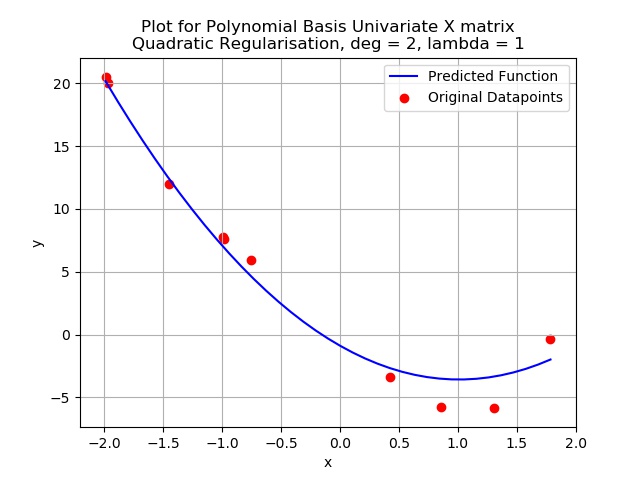 Plot for Polynomial Basis Univariate X matrix
Quadratic Regularisation, deg = 2, lambda = 1
Predicted Function
Original Datapoints
20
15
10
5
0
−5
y
−2.0 −1.5 −1.0 −0.5 0.0 0.5 1.0 1.5 2.0
x